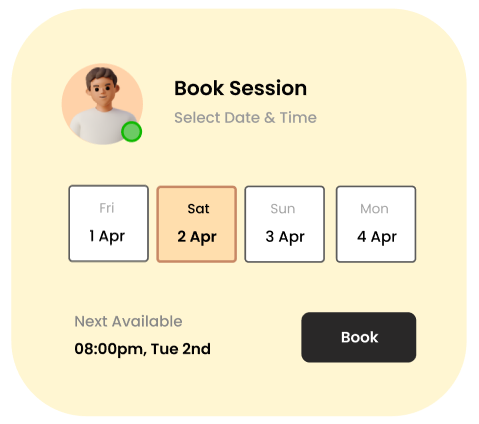 Book Session
Select Date & Time
Fri
1 Apr
Sat
2 Apr
Sun
3 Apr
Mon
4 Apr
Next Available
08:00pm, Tue 2nd
Book